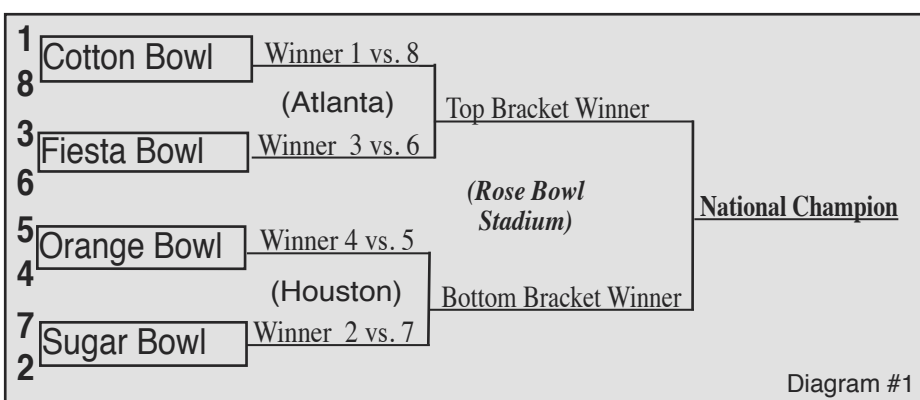 1
Cotton Bowl
8
Winner 1 vs. 8
(Atlanta)
3
Fiesta Bowl
6
Winner 3 vs. 6
Top Bracket Winner
(Rose Bowl
Stadium)
National Champion
5
Orange Bowl
4
Winner 4 vs. 5
(Houston)
7
Sugar Bowl
2
Winner 2 vs. 7
Bottom Bracket Winner
Diagram #1